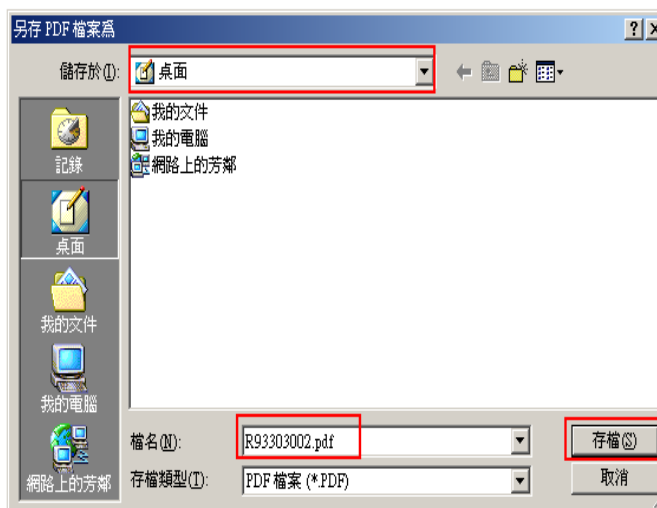 另存 PDF 檔案爲
儲存於(I):
桌面
我的文件
我的電腦
網路上的芳鄰
記錄
桌面
我的文件
我的電腦
網路上的芳鄰
檔名(N):
R93303002.pdf
存檔(S)
存檔類型(T):
PDF 檔案 (*.PDF)
取消